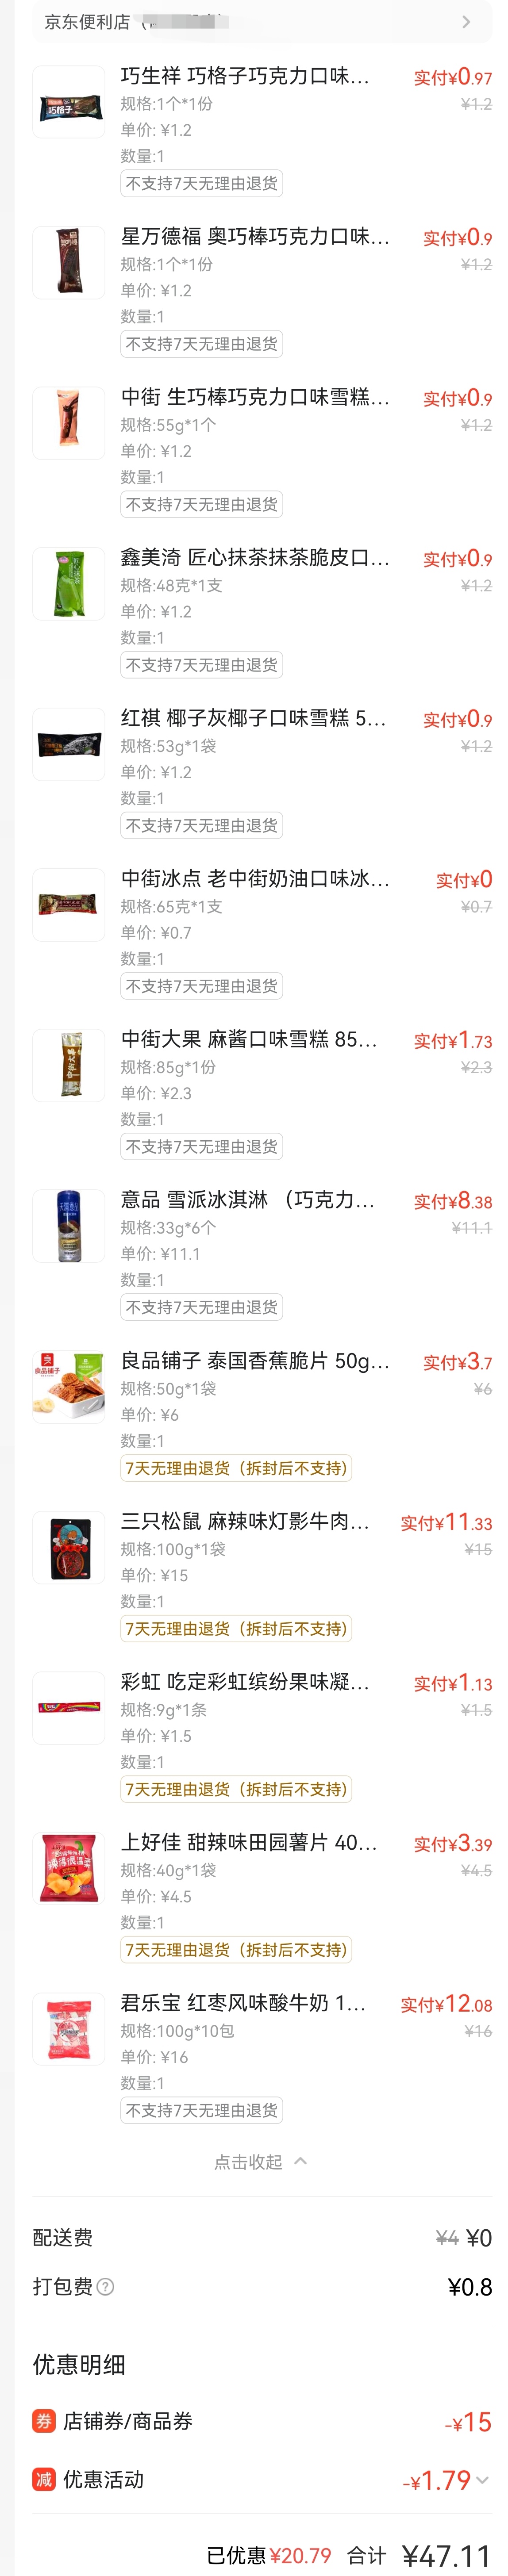 京东便利店（
巧生祥 巧格子巧克力口味...
实付¥0.97
规格:1个*1份
¥1.2
单价: ¥1.2
数量:1
不支持7天无理由退货
星万德福 奥巧棒巧克力口味...
实付¥0.9
规格:1个*1份
¥1.2
单价: ¥1.2
数量:1
不支持7天无理由退货
中街 生巧棒巧克力口味雪糕...
实付¥0.9
规格:55g*1个
¥1.2
单价: ¥1.2
数量:1
不支持7天无理由退货
鑫美漪 匠心抹茶抹茶脆皮口...
实付¥0.9
规格:48克*1支
¥1.2
单价: ¥1.2
数量:1
不支持7天无理由退货
红祺 椰子灰椰子口味雪糕 5...
实付¥0.9
规格:53g*1袋
¥1.2
单价: ¥1.2
数量:1
不支持7天无理由退货
中街冰点 老中街奶油口味冰...
实付¥0
规格:65克*1支
¥0.7
单价: ¥0.7
数量:1
不支持7天无理由退货
中街大果 麻酱口味雪糕 85...
实付¥1.73
规格:85g*1份
¥2.3
单价: ¥2.3
数量:1
不支持7天无理由退货
意品 雪派冰淇淋 （巧克力...
实付¥8.38
规格:33g*6个
¥11.1
单价: ¥11.1
数量:1
不支持7天无理由退货
良品铺子 泰国香蕉脆片 50g...
实付¥3.7
规格:50g*1袋
¥6
单价: ¥6
数量:1
7天无理由退货（拆封后不支持)
三只松鼠 麻辣味灯影牛肉...
实付¥11.33
规格:100g*1袋
¥15
单价: ¥15
数量:1
7天无理由退货（拆封后不支持)
彩虹 吃定彩虹缤纷果味凝...
实付¥1.13
规格:9g*1条
¥1.5
单价: ¥1.5
数量:1
7天无理由退货（拆封后不支持)
上好佳 甜辣味田园薯片 40...
实付¥3.39
规格:40g*1袋
¥4.5
单价: ¥4.5
数量:1
7天无理由退货（拆封后不支持)
君乐宝 红枣风味酸牛奶 1...
实付¥12.08
规格:100g*10包
¥16
单价: ¥16
数量:1
不支持7天无理由退货
点击收起
配送费 ¥4 ¥0
打包费 ? ¥0.8
优惠明细
券 店铺券/商品券 -¥15
减 优惠活动 -¥1.79
已优惠¥20.79 合计 ¥47.11